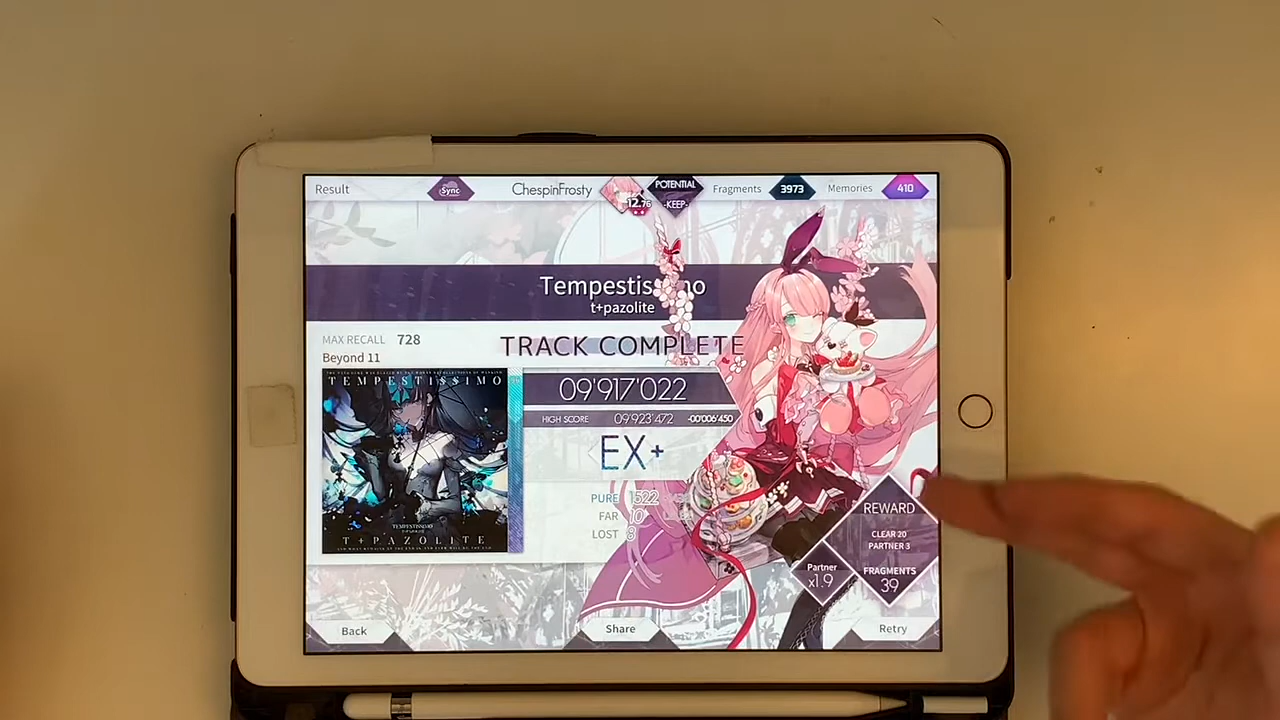 Result
Sync
ChespinFrosty
12.76
POTENTIAL
-KEEP-
Fragments
3973
Memories
410
Tempestissimo
t+pazolite
MAX RECALL 728
Beyond 11
TRACK COMPLETE
TEMPESTISSIMO
TEMPESTISSIMO
T+PAZOLITE
09'917'022
HIGH SCORE 09'923'472 -00'006'450
EX+
PURE 1522
FAR 10
LOST 8
REWARD
CLEAR 20
PARTNER 3
FRAGMENTS
39
Partner
x1.9
Back
Share
Retry